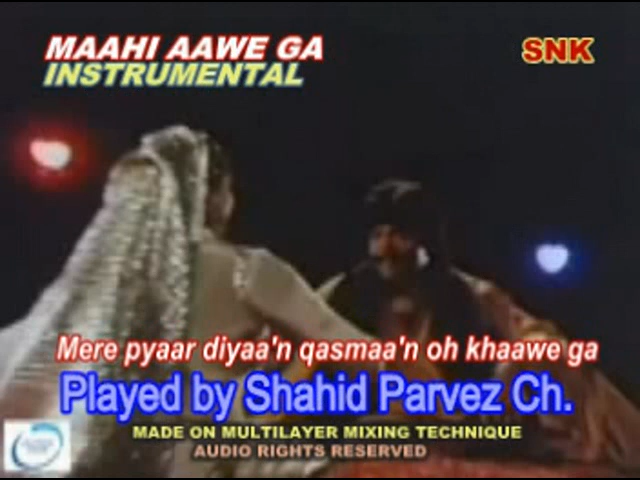 MAAHI AAWE GA
SNK
INSTRUMENTAL
Mere pyaar diyaa'n qasmaa'n oh khaawe ga
Played by Shahid Parvez Ch.
MADE ON MULTILAYER MIXING TECHNIQUE
AUDIO RIGHTS RESERVED